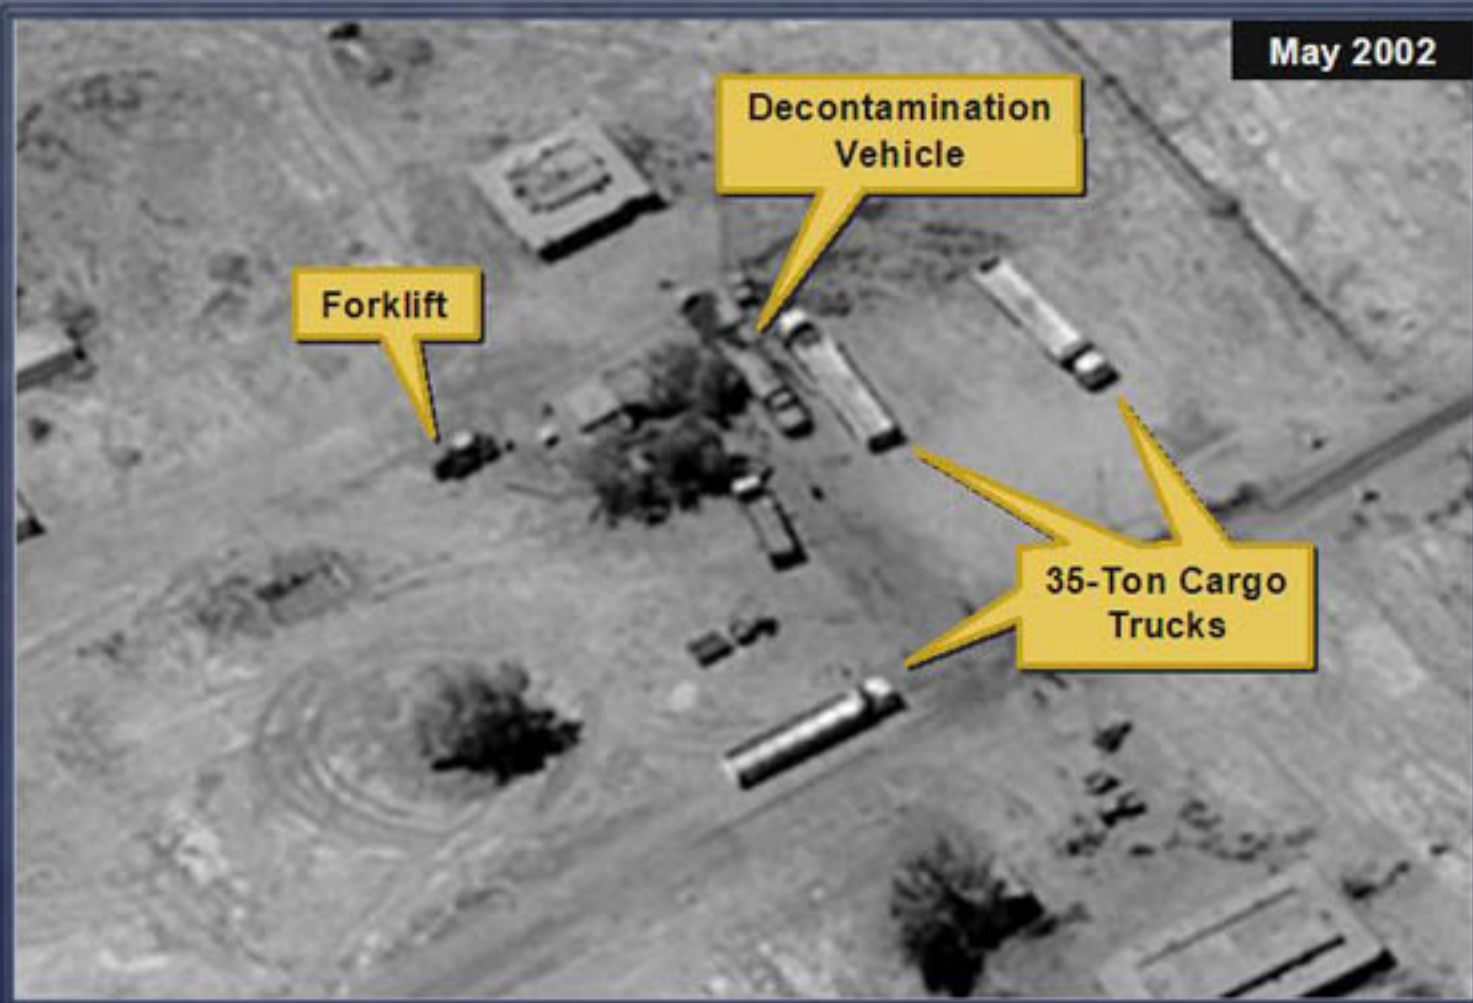 May 2002
Decontamination
Vehicle
Forklift
35-Ton Cargo
Trucks